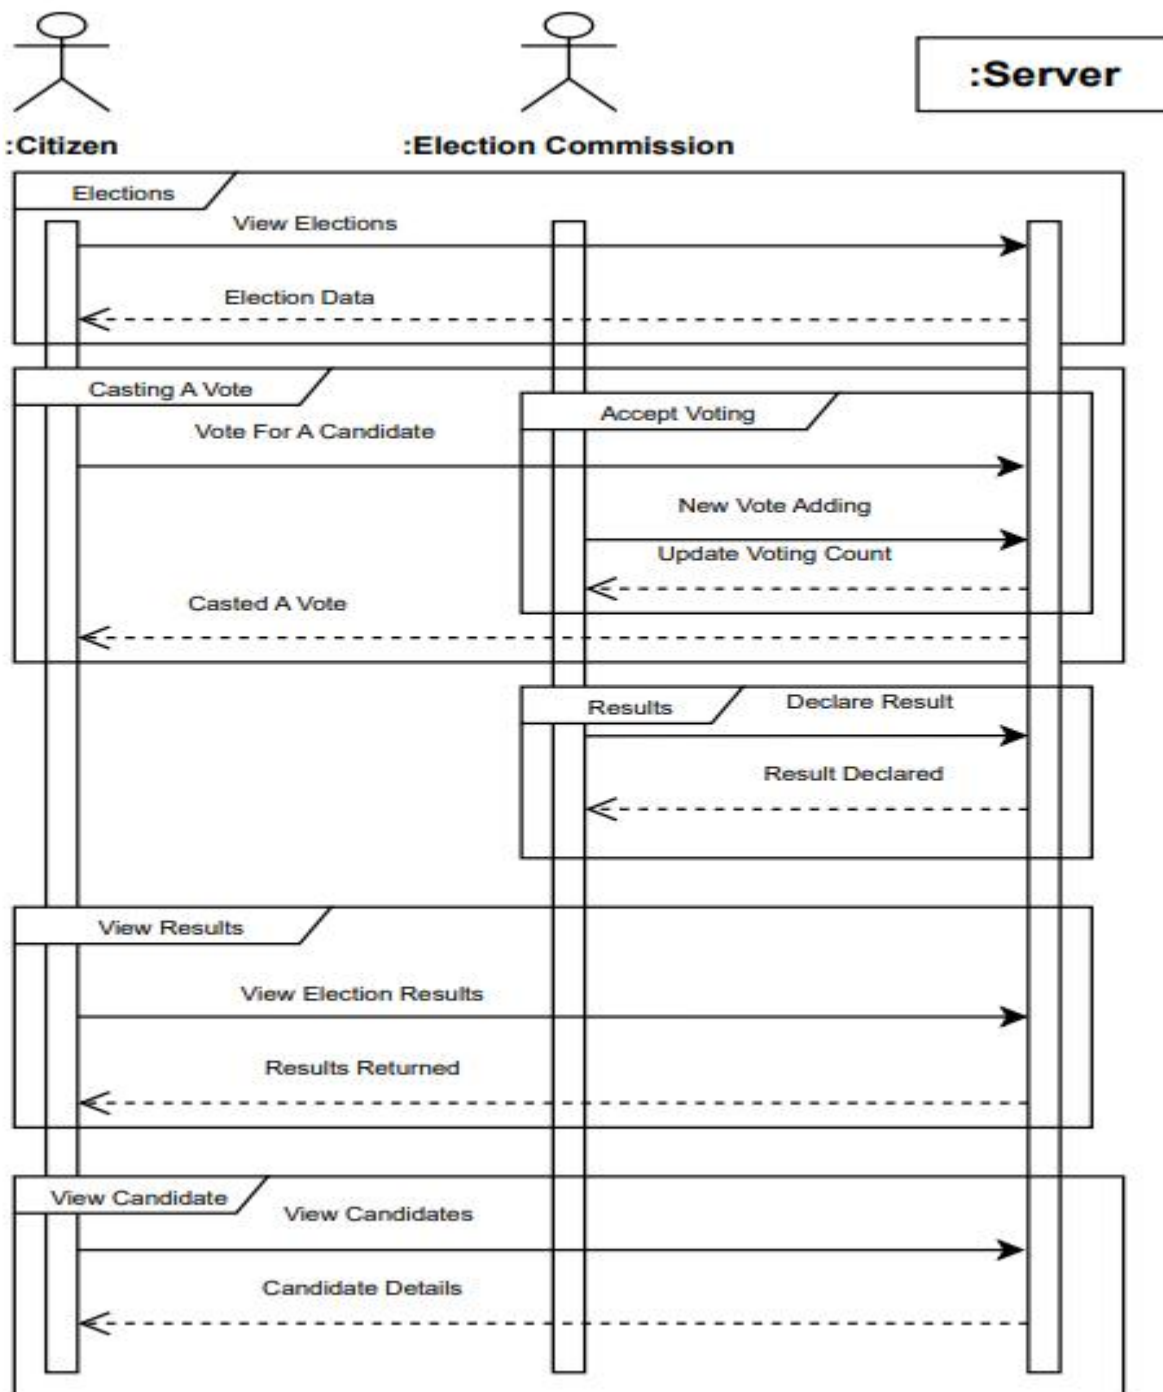 :Server
:Citizen
:Election Commission
Elections
View Elections
Election Data
Casting A Vote
Accept Voting
Vote For A Candidate
New Vote Adding
Update Voting Count
Casted A Vote
Results
Declare Result
Result Declared
View Results
View Election Results
Results Returned
View Candidate
View Candidates
Candidate Details